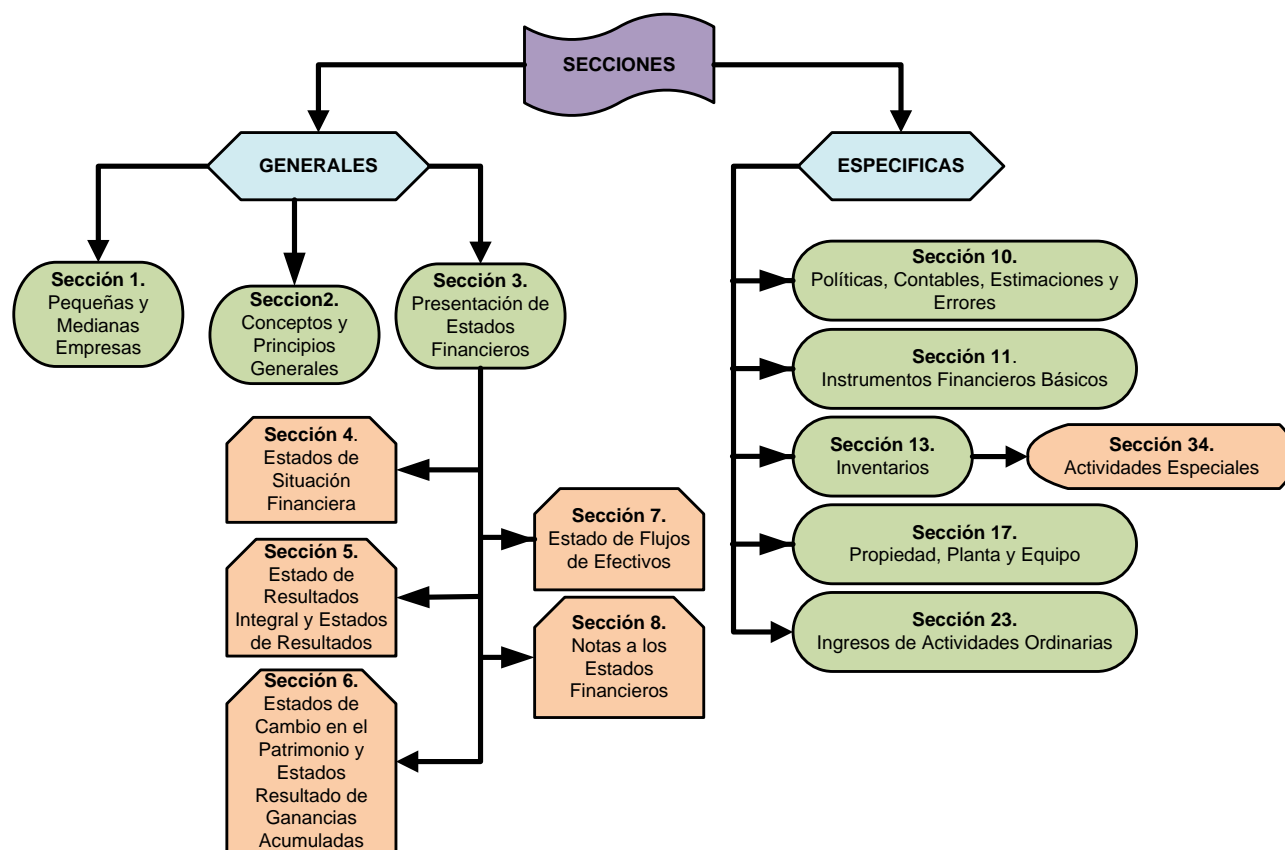 SECCIONES
GENERALES
ESPECIFICAS
Sección 1.
Pequeñas y
Medianas
Empresas
Seccion2.
Conceptos y
Principios
Generales
Sección 3.
Presentación de
Estados
Financieros
Sección 4.
Estados de
Situación
Financiera
Sección 5.
Estado de
Resultados
Integral y Estados
de Resultados
Sección 6.
Estados de
Cambio en el
Patrimonio y
Estados
Resultado de
Ganancias
Acumuladas
Sección 7.
Estado de Flujos
de Efectivos
Sección 8.
Notas a los
Estados
Financieros
Sección 10.
Políticas, Contables, Estimaciones y
Errores
Sección 11.
Instrumentos Financieros Básicos
Sección 13.
Inventarios
Sección 34.
Actividades Especiales
Sección 17.
Propiedad, Planta y Equipo
Sección 23.
Ingresos de Actividades Ordinarias